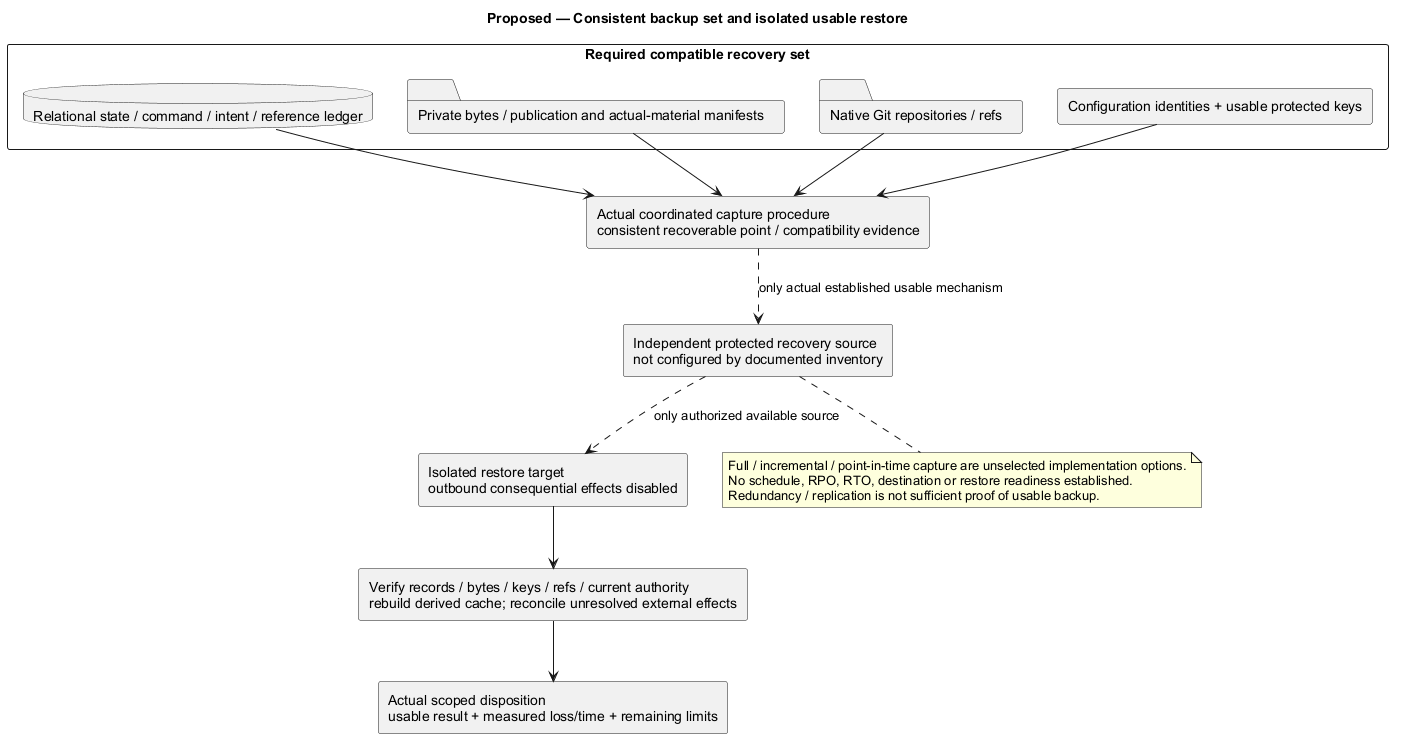 Proposed — Consistent backup set and isolated usable restore
Required compatible recovery set
Relational state / command / intent / reference ledger
Private bytes / publication and actual-material manifests
Native Git repositories / refs
Configuration identities + usable protected keys
Actual coordinated capture procedure
consistent recoverable point / compatibility evidence
only actual established usable mechanism
Independent protected recovery source
not configured by documented inventory
only authorized available source
Isolated restore target
outbound consequential effects disabled
Full / incremental / point-in-time capture are unselected implementation options.
No schedule, RPO, RTO, destination or restore readiness established.
Redundancy / replication is not sufficient proof of usable backup.
Verify records / bytes / keys / refs / current authority
rebuild derived cache; reconcile unresolved external effects
Actual scoped disposition
usable result + measured loss/time + remaining limits